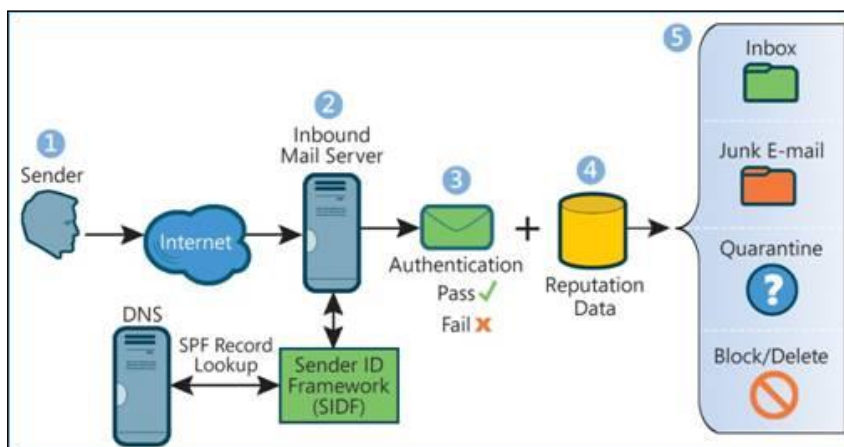 1
Sender
Internet
2
Inbound
Mail Server
DNS
SPF Record
Lookup
Sender ID
Framework
(SIDF)
3
Authentication
Pass ✓
Fail ✗
+
4
Reputation
Data
5
Inbox
Junk E-mail
Quarantine
?
Block/Delete